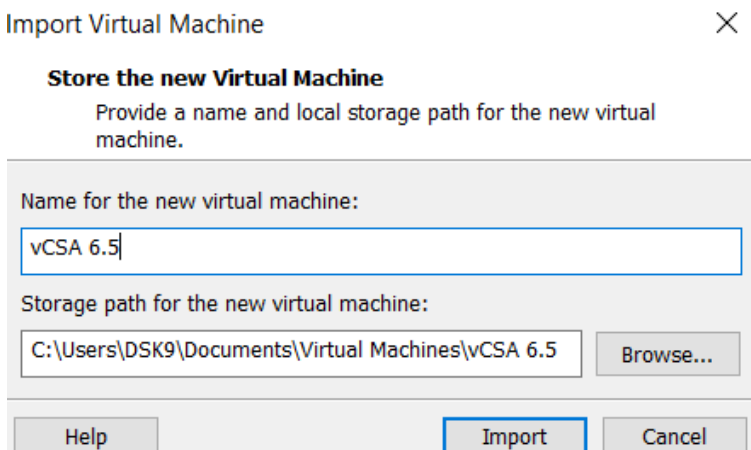 Import Virtual Machine
Store the new Virtual Machine
Provide a name and local storage path for the new virtual
machine.
Name for the new virtual machine:
vCSA 6.5
Storage path for the new virtual machine:
C:\Users\DSK9\Documents\Virtual Machines\vCSA 6.5
Browse...
Help
Import
Cancel